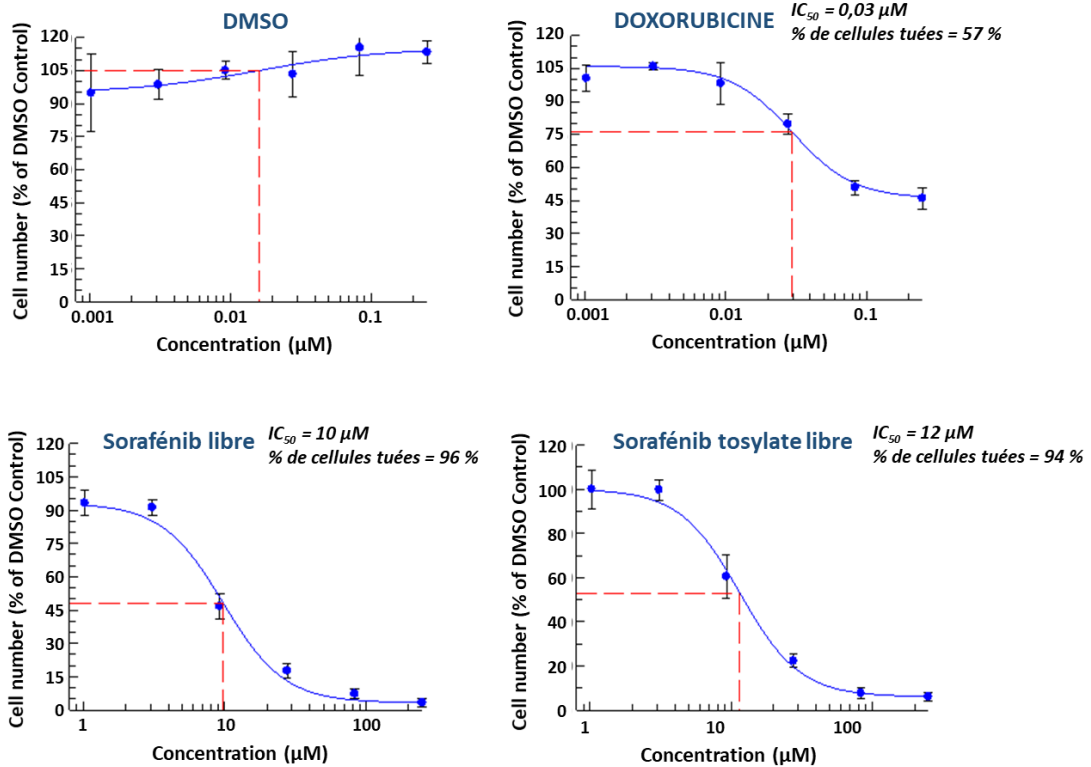 DMSO
Cell number (% of DMSO Control)
120
105
90
75
60
45
30
15
0
0.001
0.01
0.1
Concentration (µM)
DOXORUBICINE
IC50 = 0,03 µM
% de cellules tuées = 57 %
Cell number (% of DMSO Control)
120
105
90
75
60
45
30
15
0
0.001
0.01
0.1
Concentration (µM)
Sorafénib libre
IC50 = 10 µM
% de cellules tuées = 96 %
Cell number (% of DMSO Control)
120
105
90
75
60
45
30
15
0
1
10
100
Concentration (µM)
Sorafénib tosylate libre
IC50 = 12 µM
% de cellules tuées = 94 %
Cell number (% of DMSO Control)
120
100
80
60
40
20
0
1
10
100
Concentration (µM)